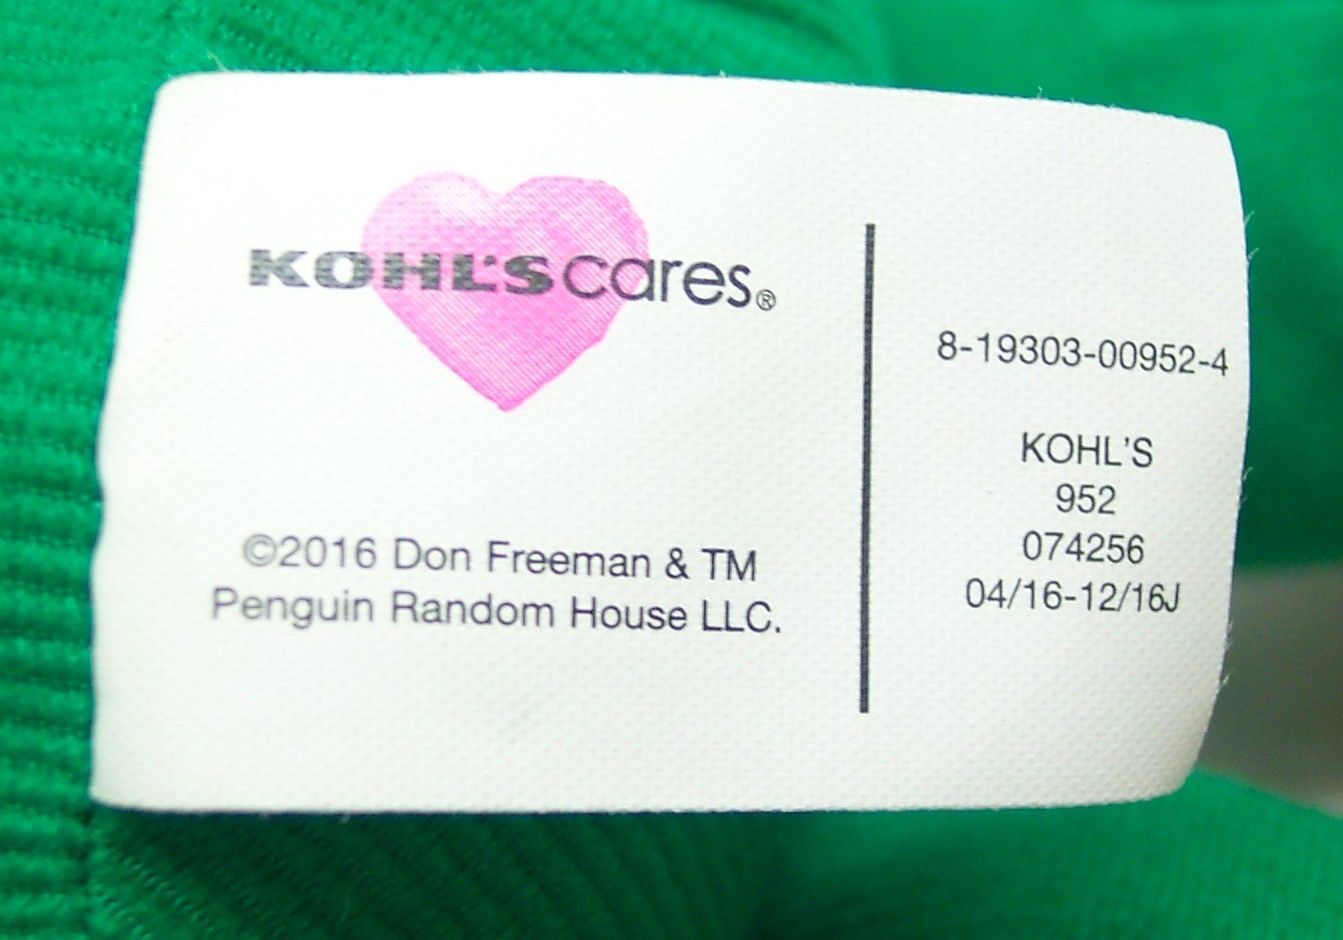 KOHL'S cares®
©2016 Don Freeman & TM
Penguin Random House LLC.
8-19303-00952-4
KOHL'S
952
074256
04/16-12/16J